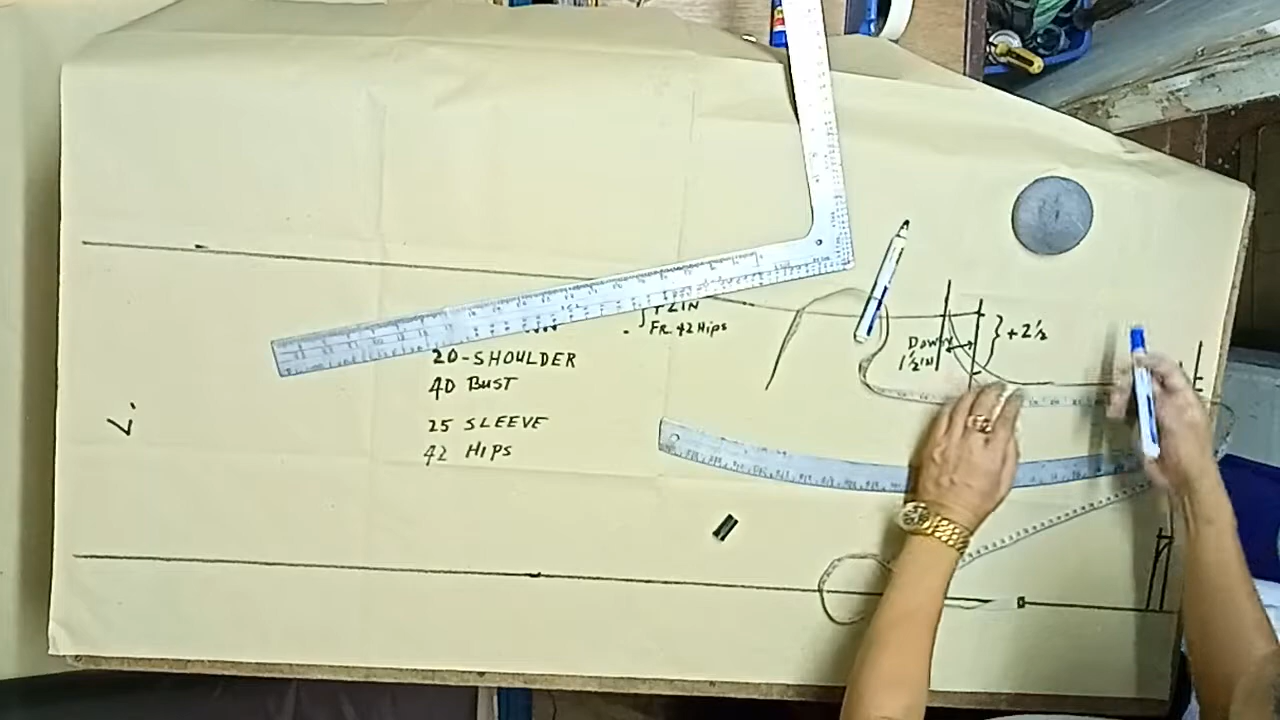 +2IN
FR. 42 HIPS
20-SHOULDER
40 BUST
25 SLEEVE
42 HIPS
DOWN
1½IN
+2½
L.